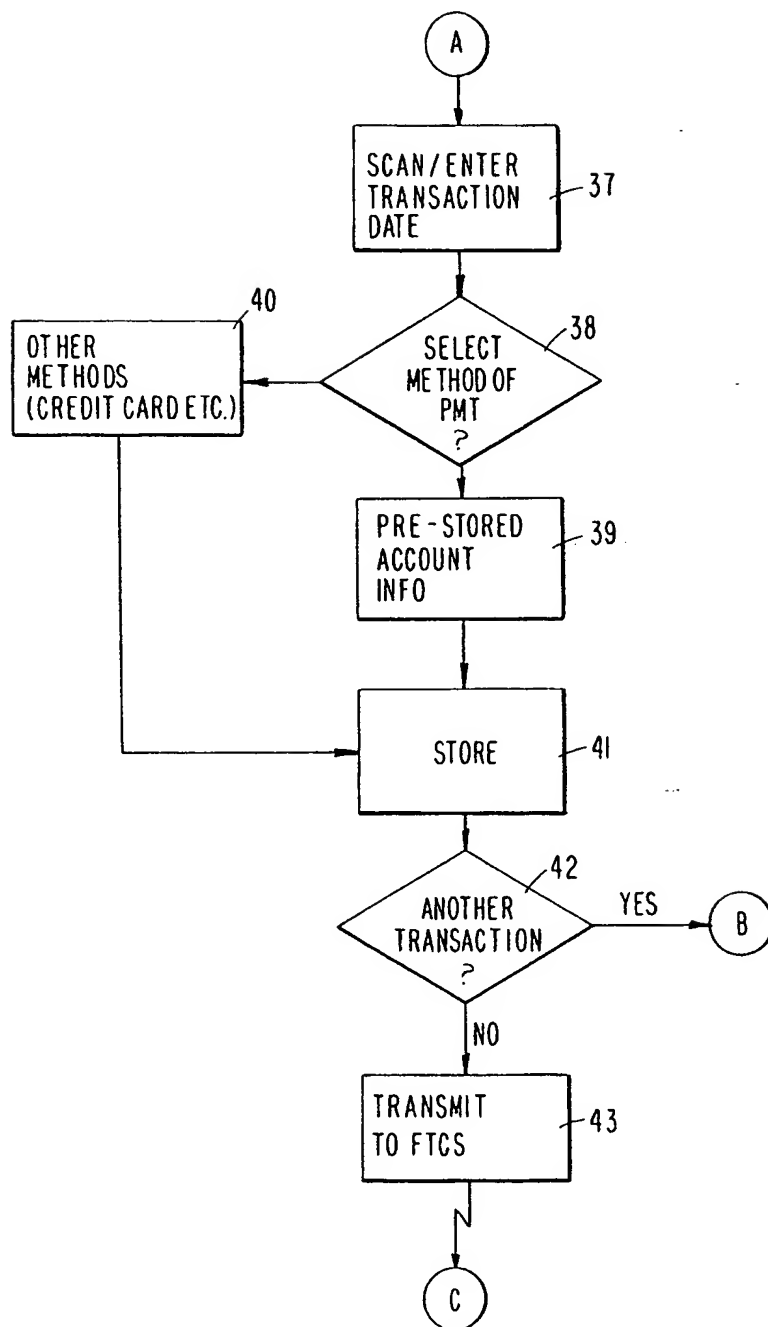 A
SCAN/ENTER
TRANSACTION
DATE
37
40
OTHER
METHODS
(CREDIT CARD ETC.)
38
SELECT
METHOD OF
PMT
?
PRE-STORED
ACCOUNT
INFO
39
STORE
41
42
ANOTHER
TRANSACTION
?
YES
B
NO
TRANSMIT
TO FTCS
43
C